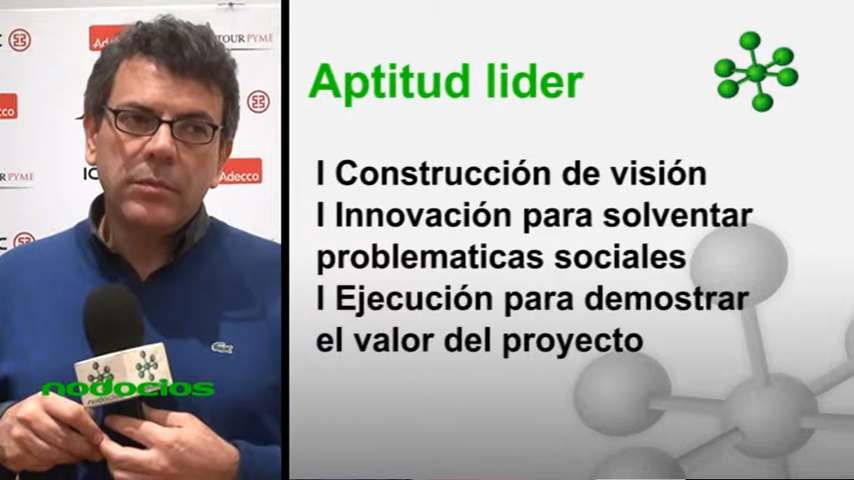 Adecco
TOUR PYME
Adecco
nodocios
Aptitud lider
l Construcción de visión
l Innovación para solventar
problematicas sociales
l Ejecución para demostrar
el valor del proyecto